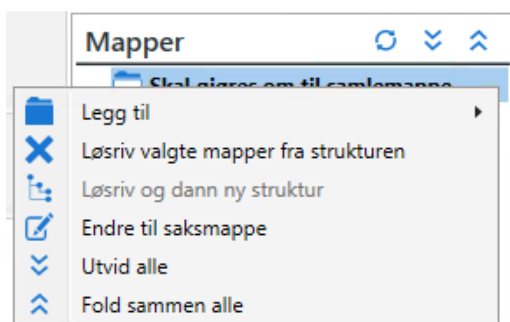 Mapper
Skal gjøres om til samlemappe
Legg til
Løsriv valgte mapper fra strukturen
Løsriv og dann ny struktur
Endre til saksmappe
Utvid alle
Fold sammen alle